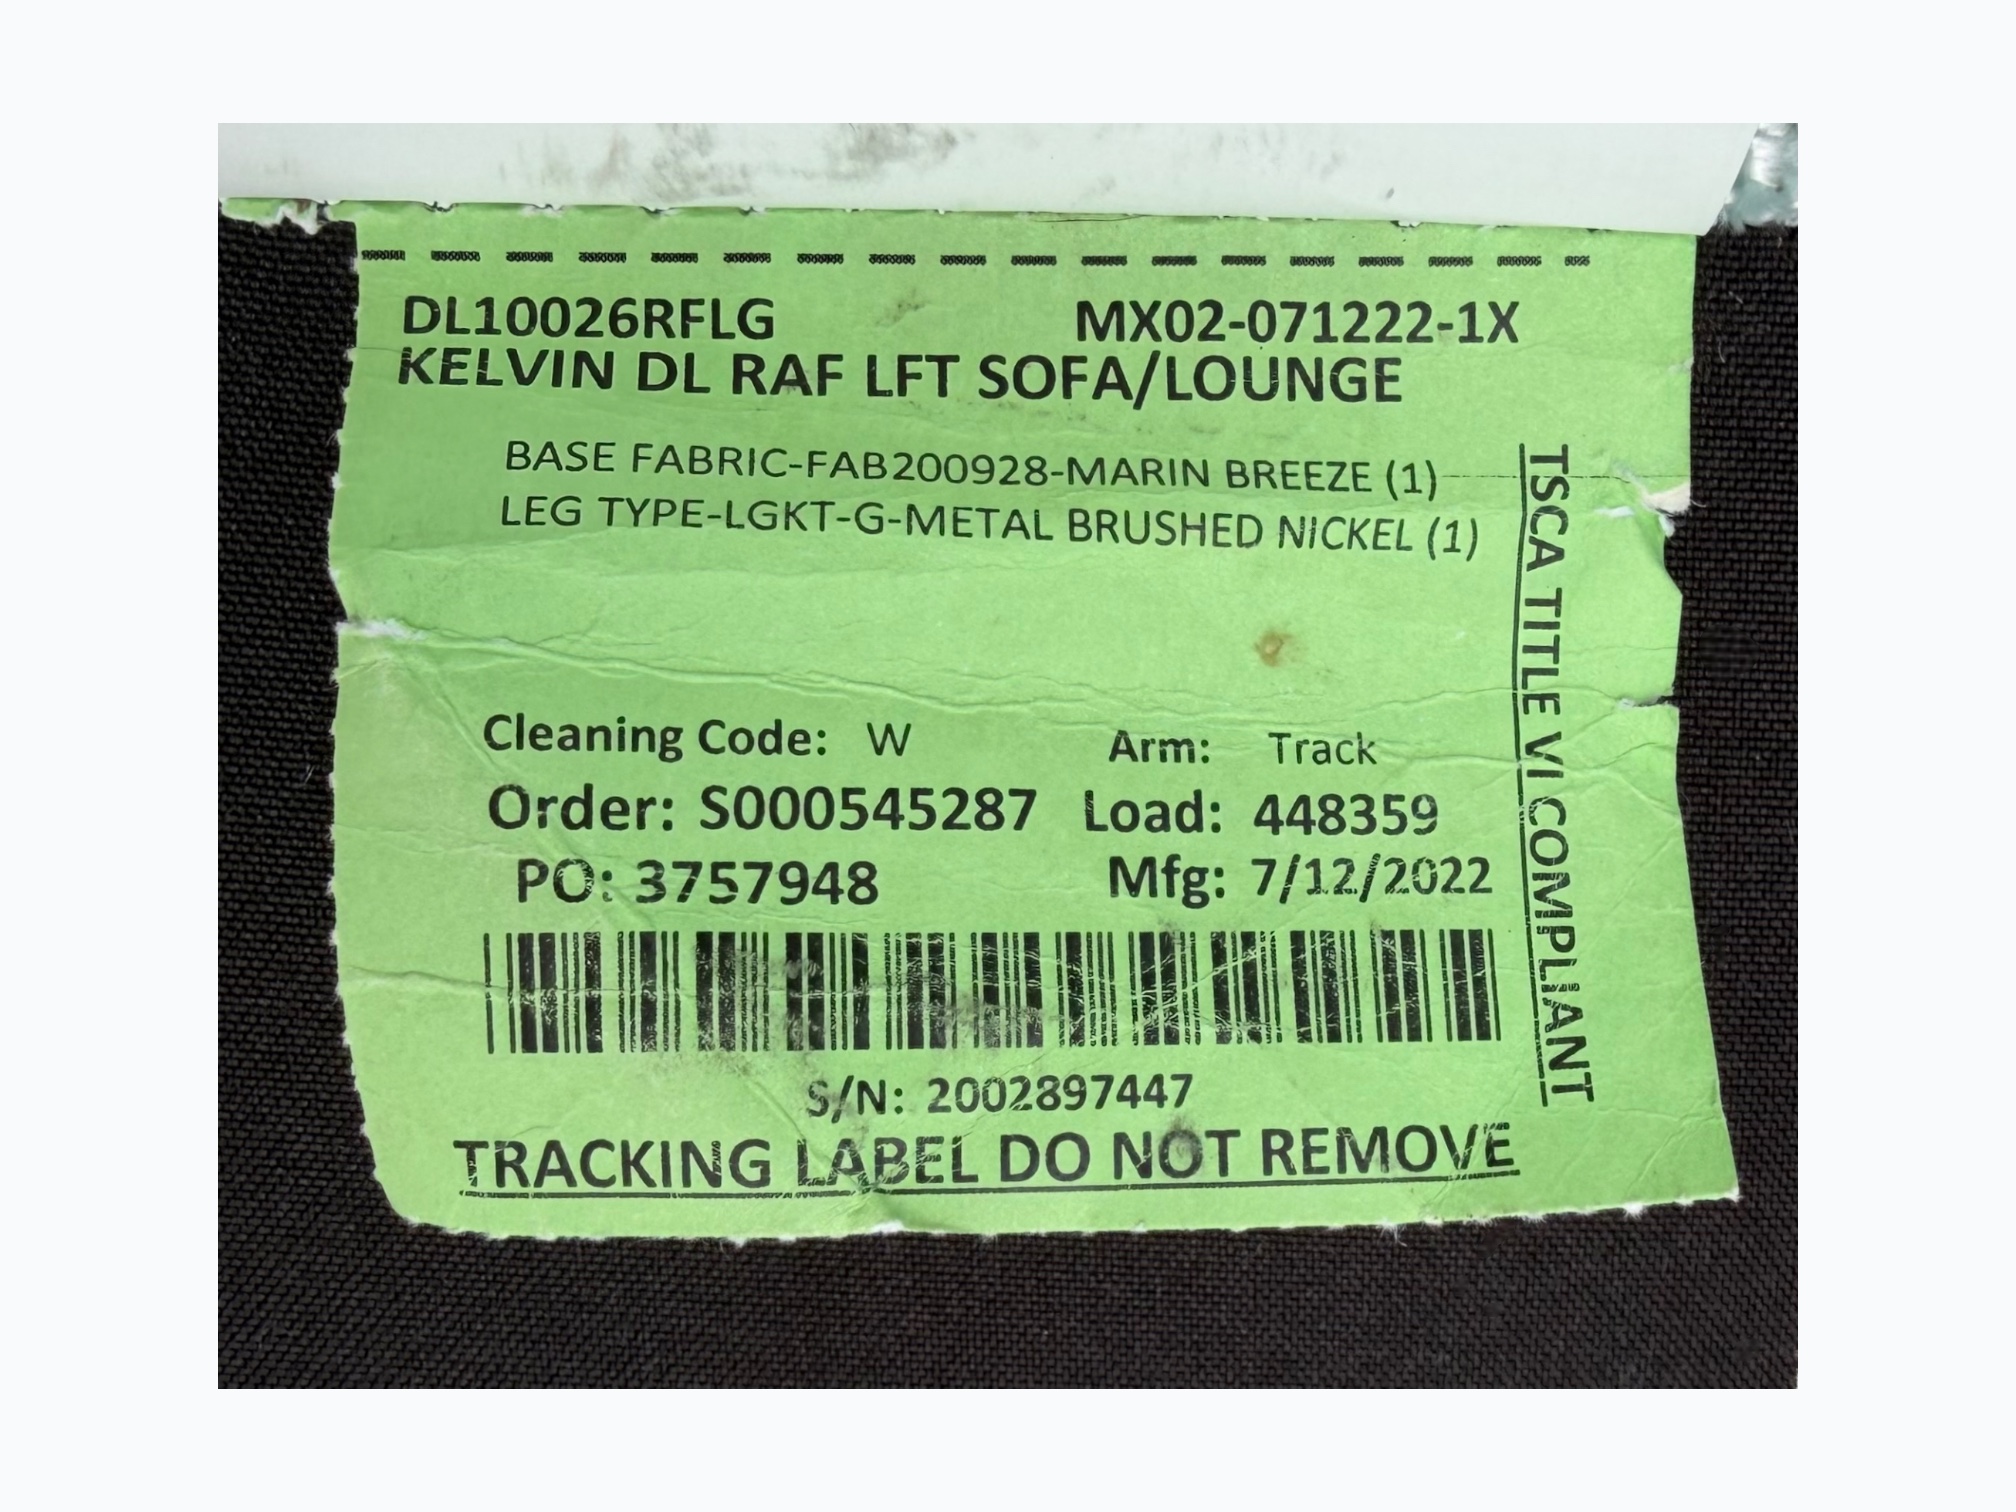 DL10026RFLG MX02-071222-1X
KELVIN DL RAF LFT SOFA/LOUNGE
BASE FABRIC-FAB200928-MARIN BREEZE (1)
LEG TYPE-LGKT-G-METAL BRUSHED NICKEL (1)
TSCA TITLE VI COMPLIANT
Cleaning Code: W Arm: Track
Order: S000545287 Load: 448359
PO: 3757948 Mfg: 7/12/2022
S/N: 2002897447
TRACKING LABEL DO NOT REMOVE